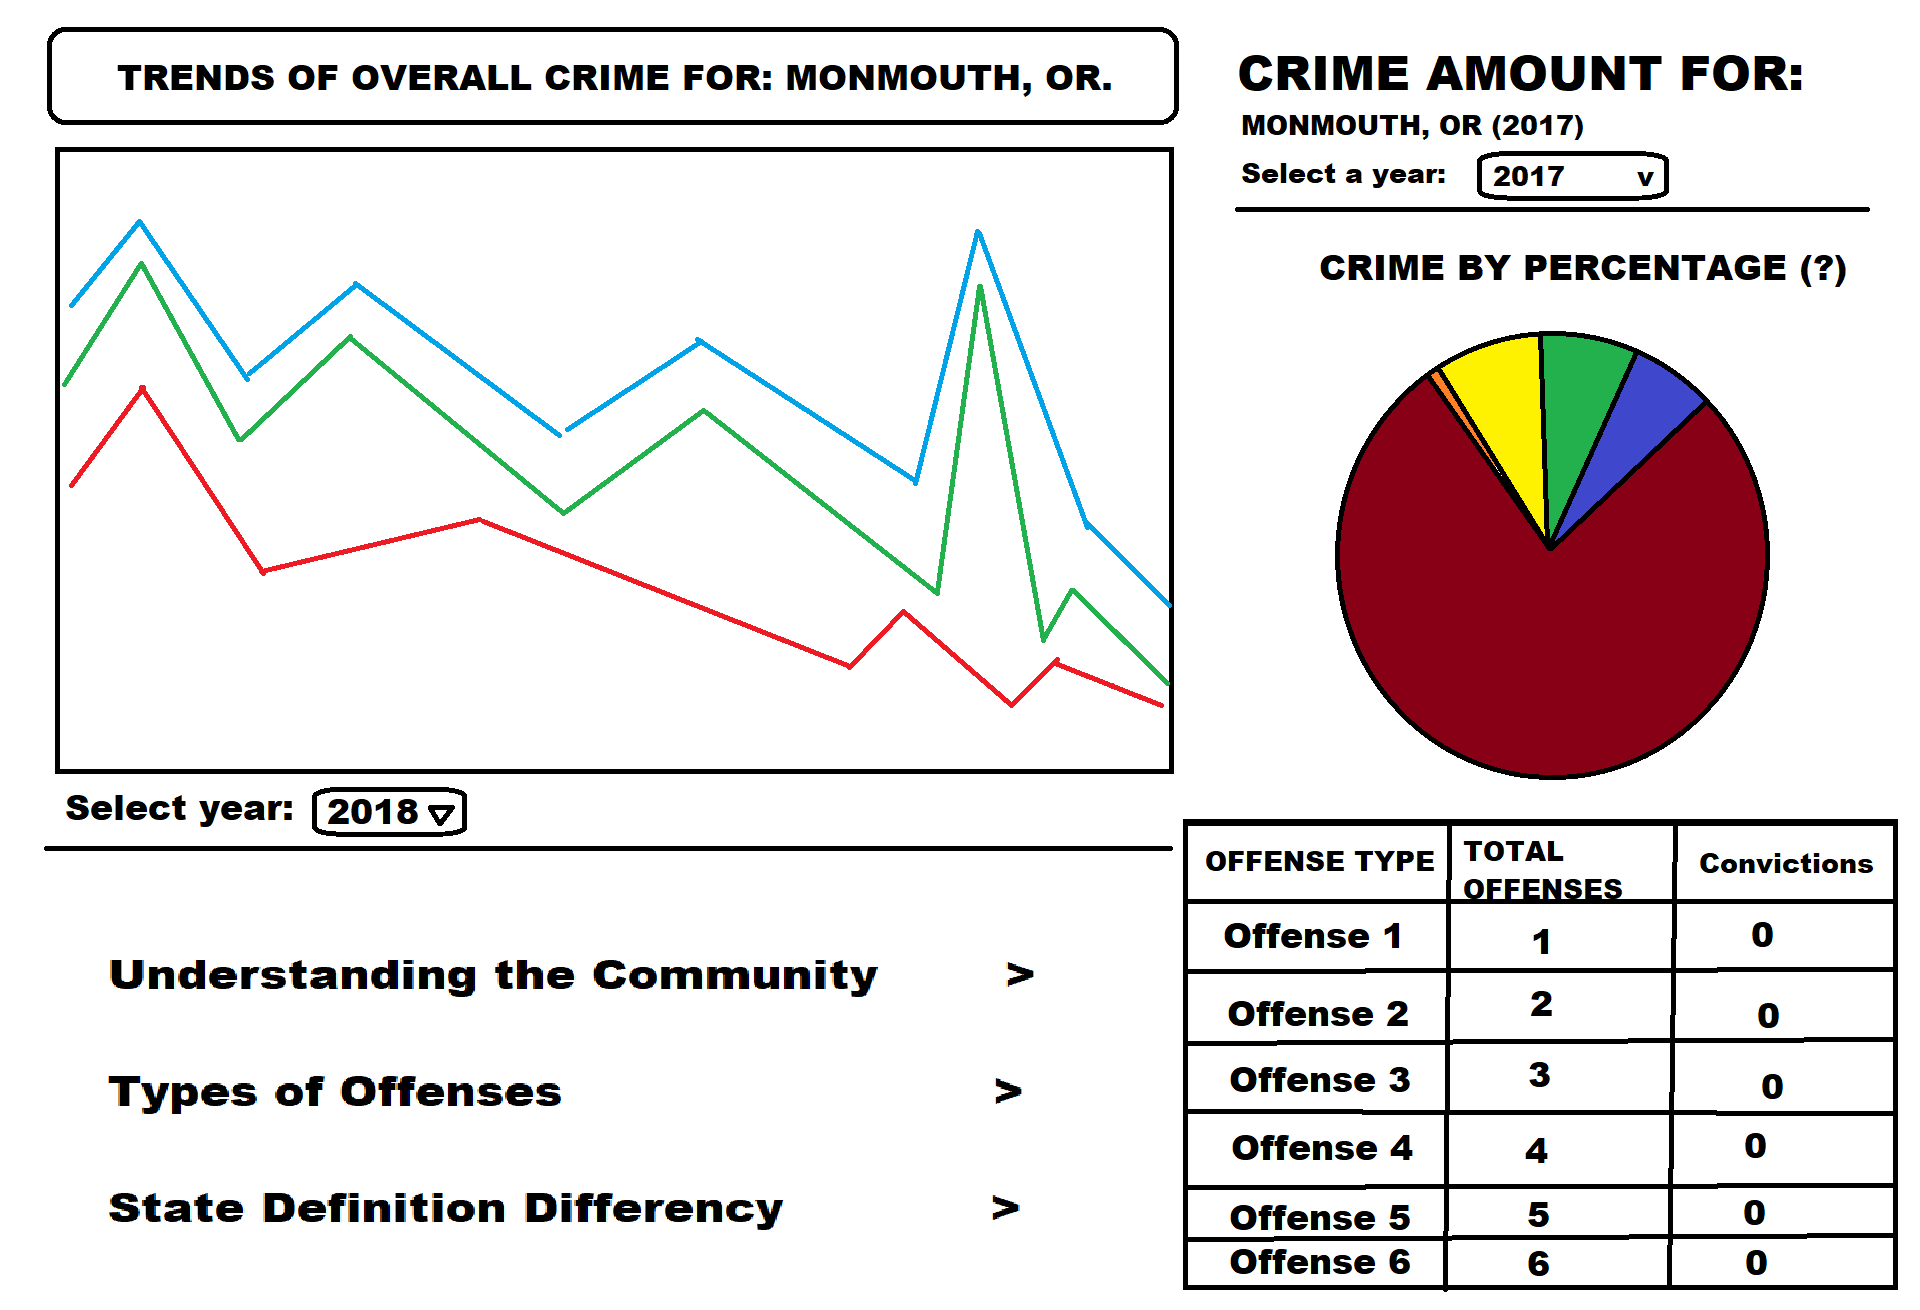 TRENDS OF OVERALL CRIME FOR: MONMOUTH, OR.
Select year: 2018
Understanding the Community >
Types of Offenses >
State Definition Differency >
CRIME AMOUNT FOR:
MONMOUTH, OR (2017)
Select a year: 2017 v
CRIME BY PERCENTAGE (?)
OFFENSE TYPE TOTAL OFFENSES Convictions
Offense 1 1 0
Offense 2 2 0
Offense 3 3 0
Offense 4 4 0
Offense 5 5 0
Offense 6 6 0